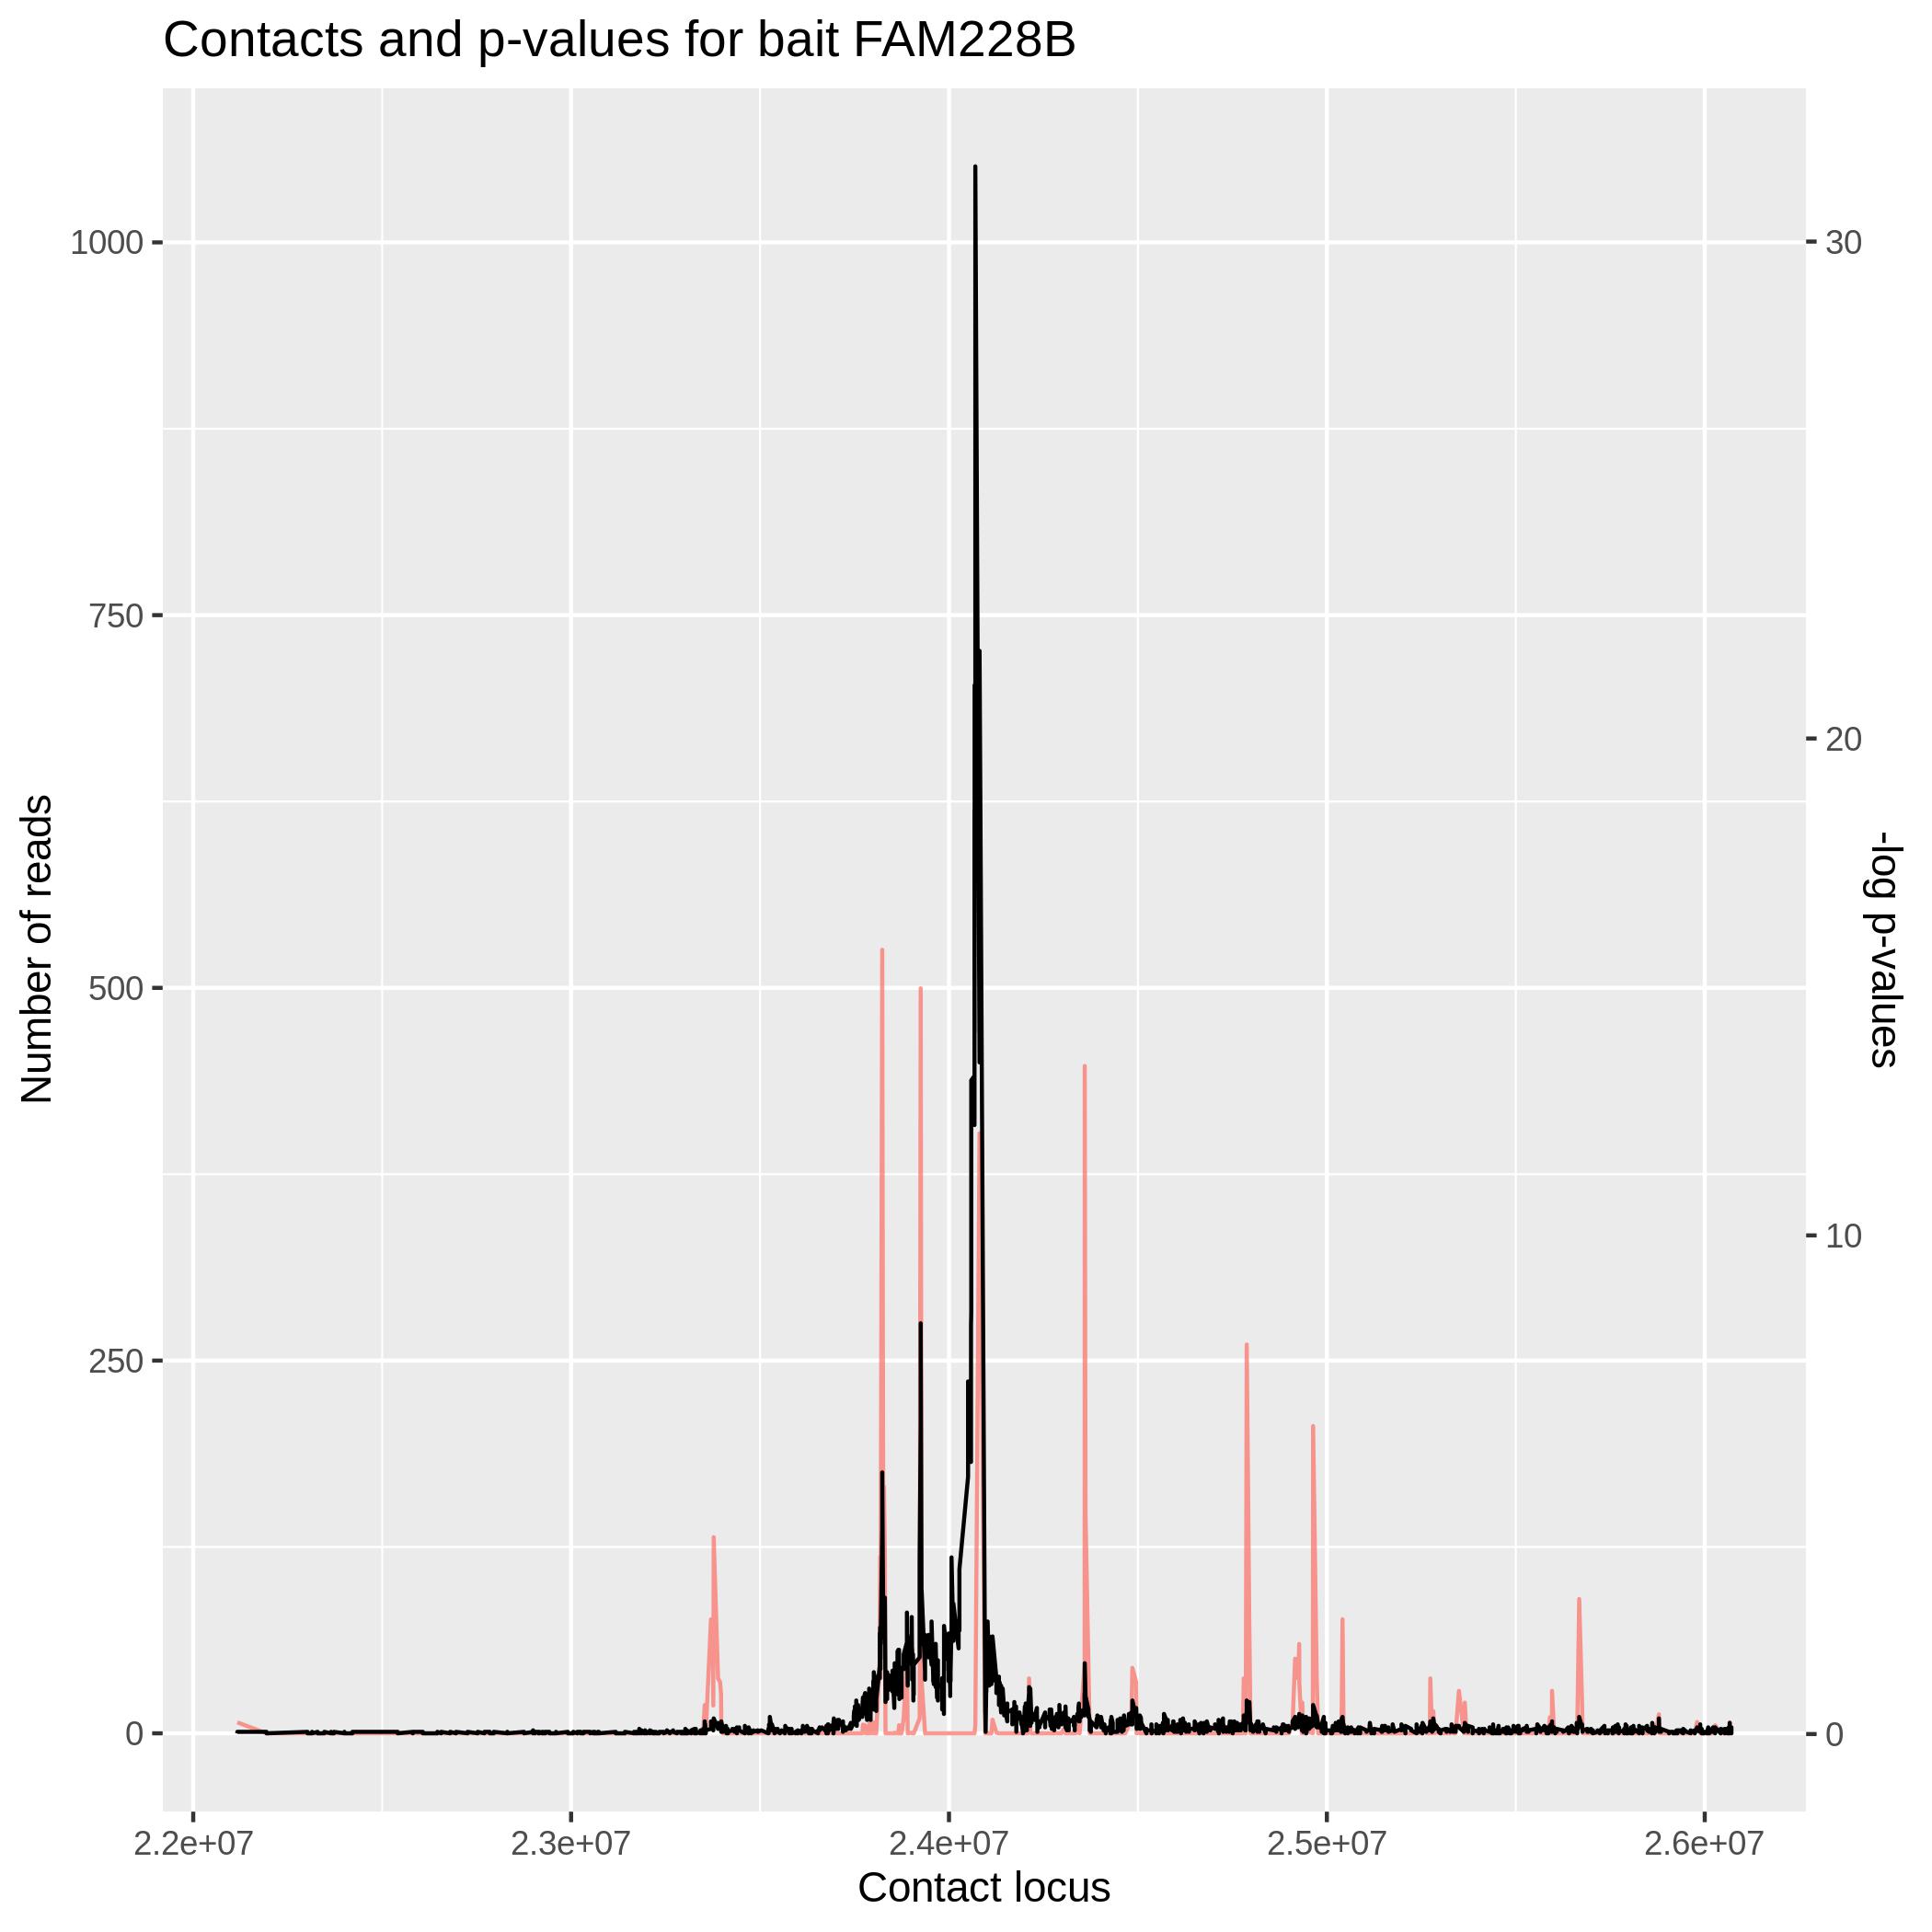 Contacts and p-values for bait FAM228B
1000
750
500
250
0
Number of reads
30
20
10
0
-log p-values
2.2e+07
2.3e+07
2.4e+07
2.5e+07
2.6e+07
Contact locus